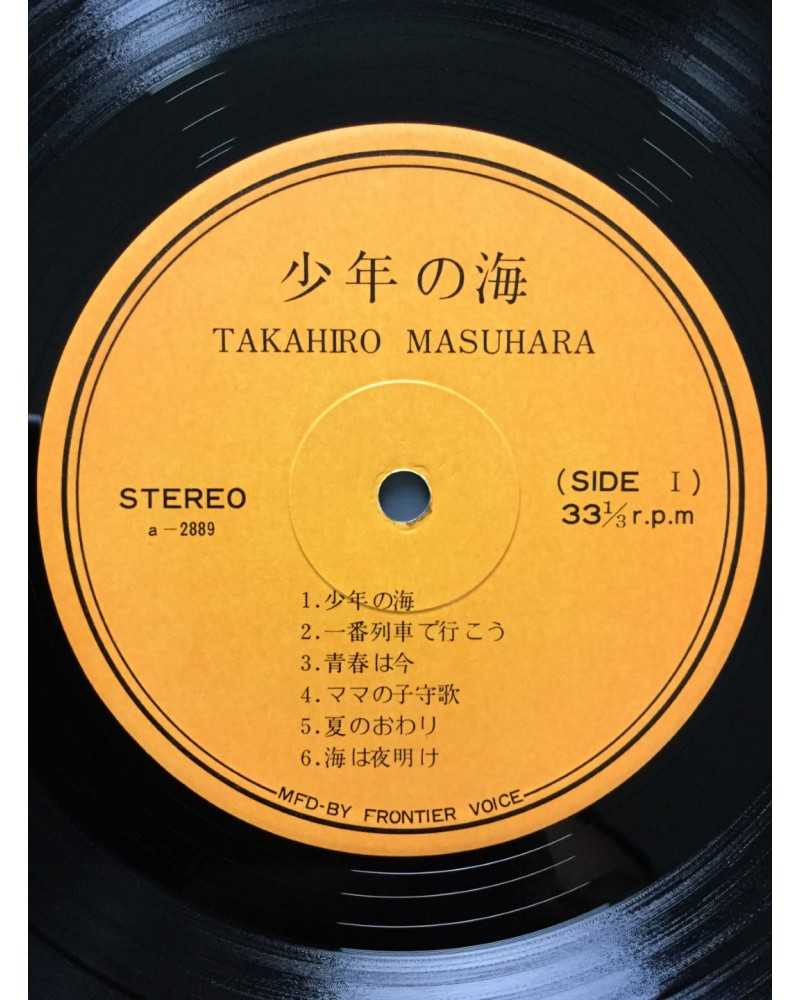 少年の海
TAKAHIRO MASUHARA
STEREO
a-2889
(SIDE I)
33⅓ r.p.m
1.少年の海
2.一番列車で行こう
3.青春は今
4.ママの子守歌
5.夏のおわり
6.海は夜明け
MFD-BY FRONTIER VOICE